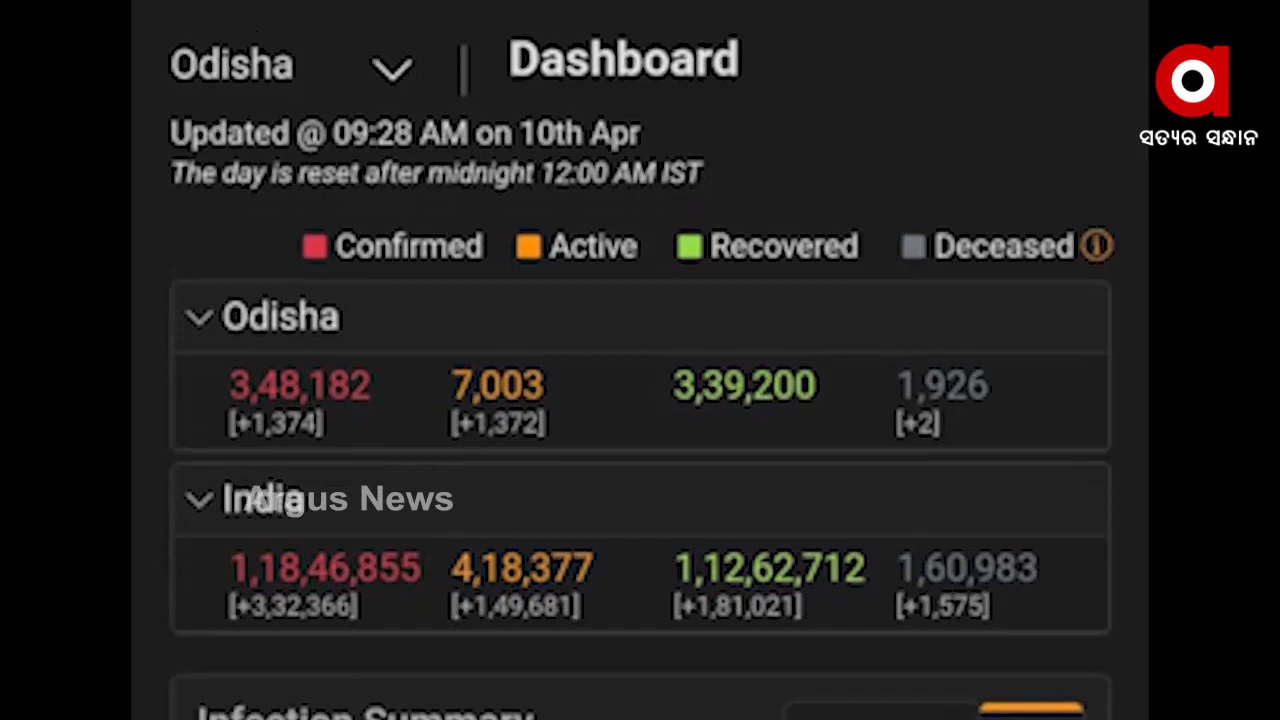 Odisha | Dashboard
ସତ୍ୟର ସନ୍ଧାନ
Updated @ 09:28 AM on 10th Apr
The day is reset after midnight 12:00 AM IST
Confirmed Active Recovered Deceased
Odisha
3,48,182 7,003 3,39,200 1,926
[+1,374] [+1,372] [+2]
India
Argus News
1,18,46,855 4,18,377 1,12,62,712 1,60,983
[+3,32,366] [+1,49,681] [+1,81,021] [+1,575]
Infection Summary